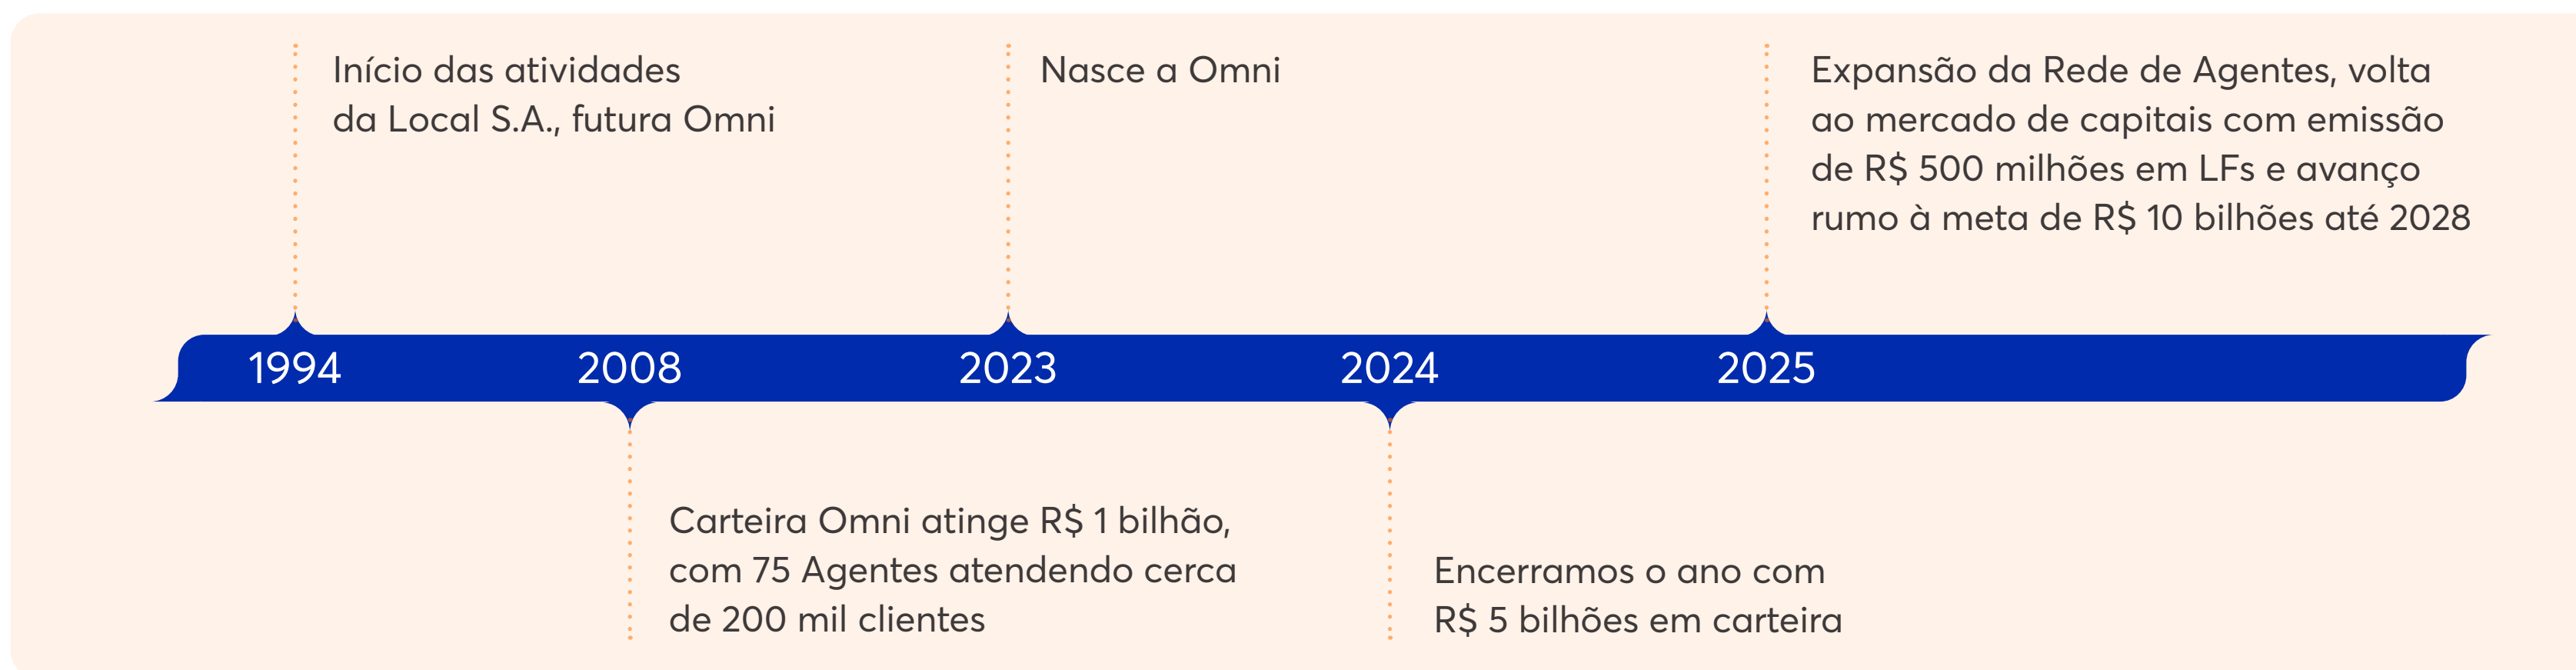 Início das atividades
da Local S.A., futura Omni
Nasce a Omni
Expansão da Rede de Agentes, volta
ao mercado de capitais com emissão
de R$ 500 milhões em LFs e avanço
rumo à meta de R$ 10 bilhões até 2028
1994
2008
2023
2024
2025
Carteira Omni atinge R$ 1 bilhão,
com 75 Agentes atendendo cerca
de 200 mil clientes
Encerramos o ano com
R$ 5 bilhões em carteira